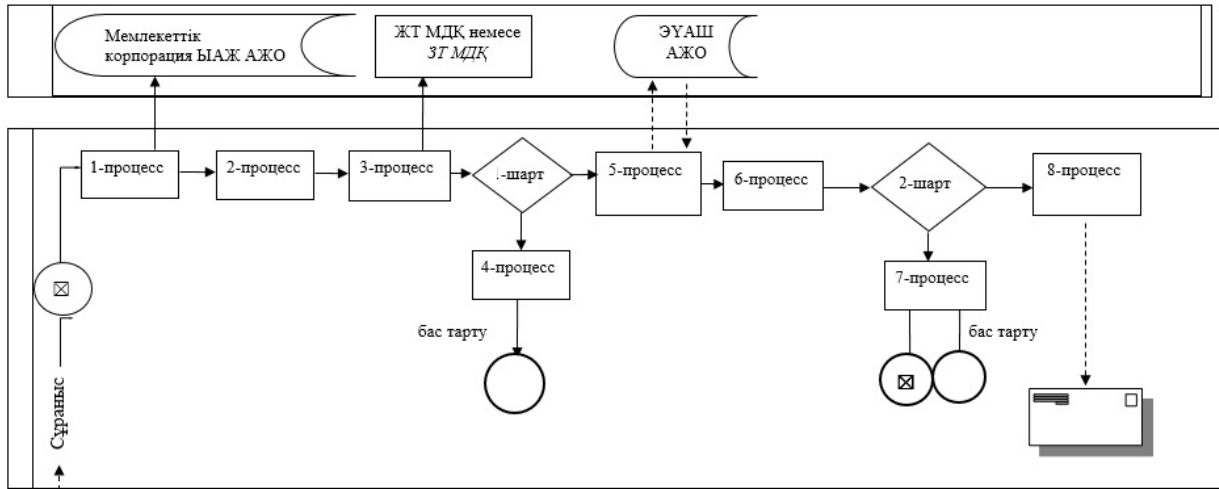 Мемлекеттік
корпорация ЫАЖ АЖО
ЖТ МДҚ немесе
ЗТ МДҚ
ЭҮАШ
АЖО
1-процесс
2-процесс
3-процесс
1-шарт
5-процесс
6-процесс
2-шарт
8-процесс
4-процесс
7-процесс
бас тарту
бас тарту
Сұраныс